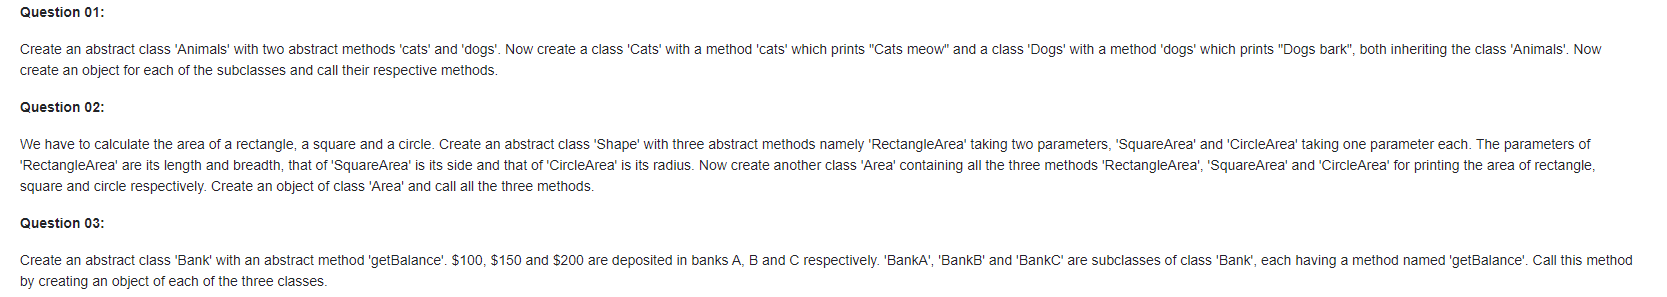 Question 01:
Create an abstract class 'Animals' with two abstract methods 'cats' and 'dogs'. Now create a class 'Cats' with a method 'cats' which prints "Cats meow" and a class 'Dogs' with a method 'dogs' which prints "Dogs bark", both inheriting the class 'Animals'. Now
create an object for each of the subclasses and call their respective methods.
Question 02:
We have to calculate the area of a rectangle, a square and a circle. Create an abstract class 'Shape' with three abstract methods namely 'RectangleArea' taking two parameters, 'SquareArea' and 'CircleArea' taking one parameter each. The parameters of
'RectangleArea' are its length and breadth, that of 'SquareArea' is its side and that of 'CircleArea' is its radius. Now create another class 'Area' containing all the three methods 'RectangleArea', 'SquareArea' and 'CircleArea' for printing the area of rectangle,
square and circle respectively. Create an object of class 'Area' and call all the three methods.
Question 03:
Create an abstract class 'Bank' with an abstract method 'getBalance'. $100, $150 and $200 are deposited in banks A, B and C respectively. 'BankA', 'BankB' and 'BankC' are subclasses of class 'Bank', each having a method named 'getBalance'. Call this method
by creating an object of each of the three classes.